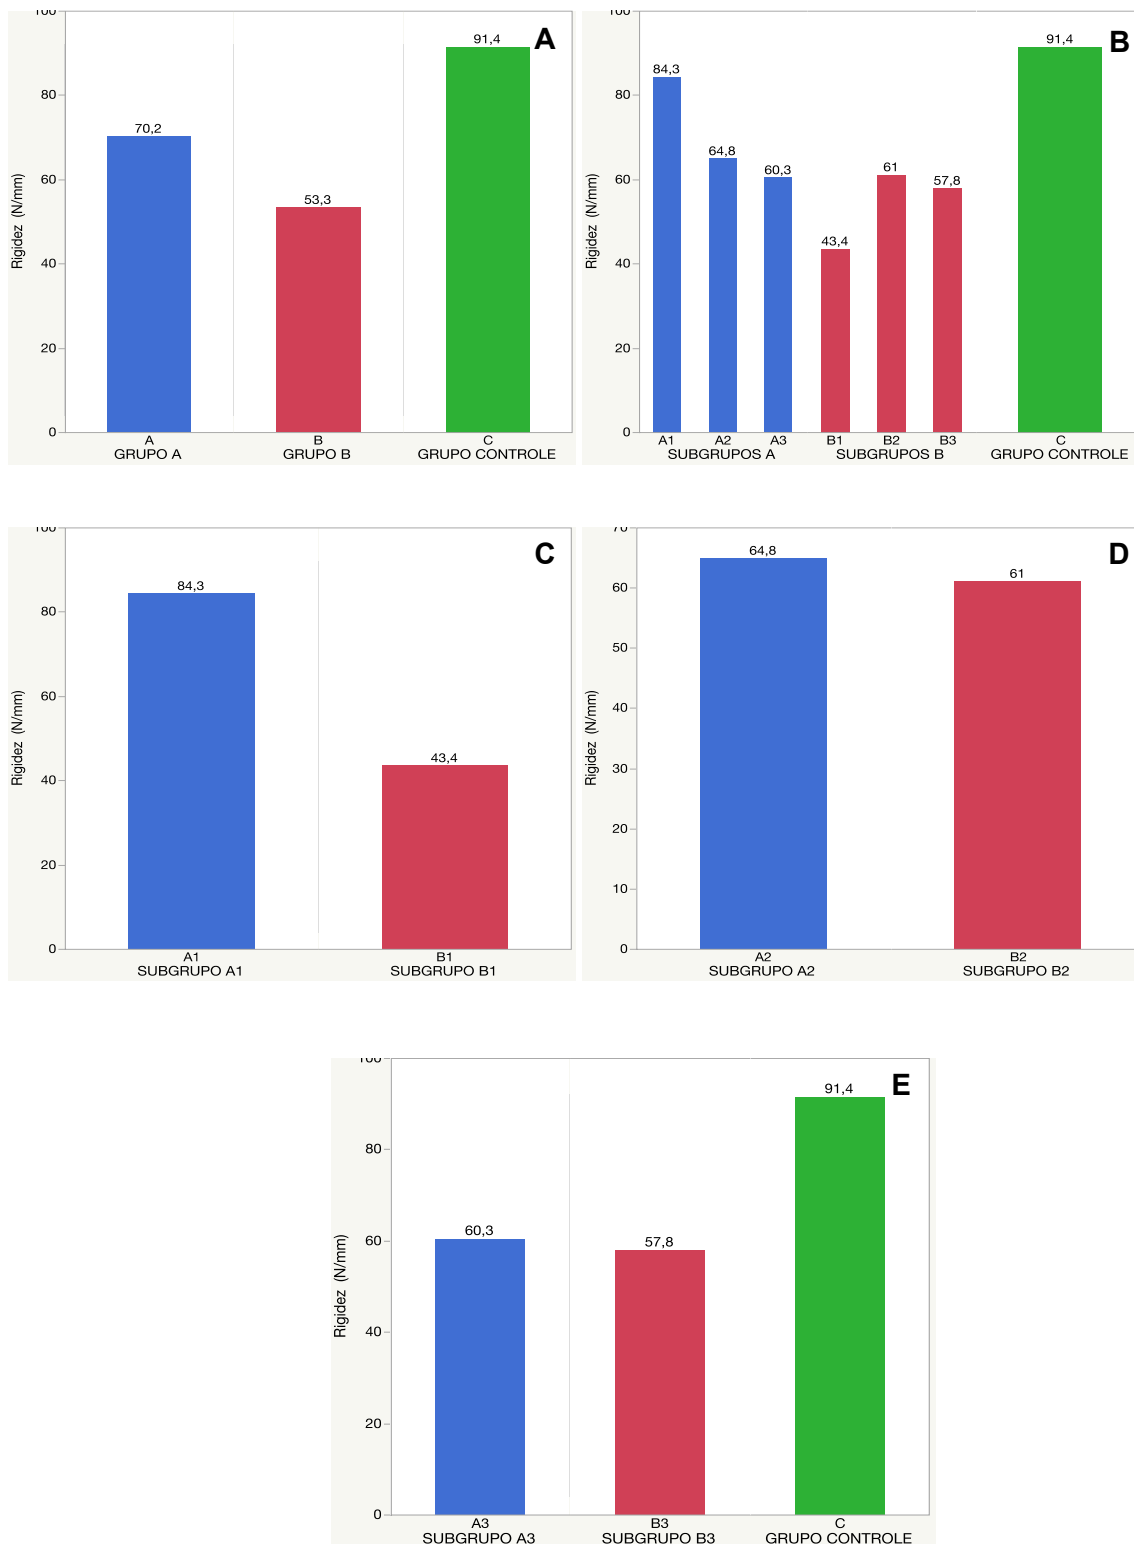 100
A
91,4
80
70,2
60
53,3
40
20
0
Rigidez (N/mm)
A B C
GRUPO A GRUPO B GRUPO CONTROLE
100
B
91,4
84,3
80
64,8
60,3
61
57,8
60
43,4
40
20
0
Rigidez (N/mm)
A1 A2 A3 B1 B2 B3 C
SUBGRUPOS A SUBGRUPOS B GRUPO CONTROLE
100
C
84,3
80
60
43,4
40
20
0
Rigidez (N/mm)
A1 B1
SUBGRUPO A1 SUBGRUPO B1
70
D
64,8
61
60
50
40
30
20
10
0
Rigidez (N/mm)
A2 B2
SUBGRUPO A2 SUBGRUPO B2
100
E
91,4
80
60,3
57,8
60
40
20
0
Rigidez (N/mm)
A3 B3 C
SUBGRUPO A3 SUBGRUPO B3 GRUPO CONTROLE